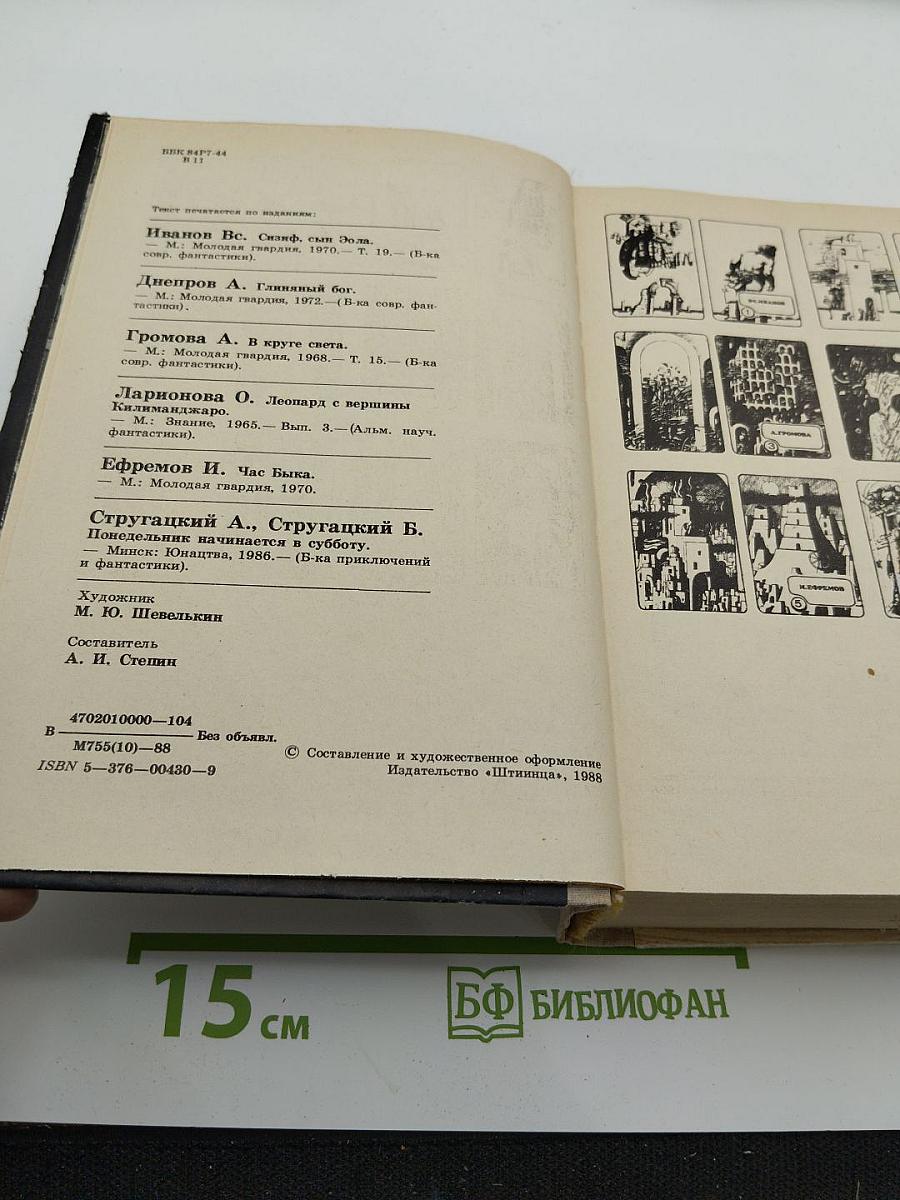 ББК 84Р7-44
В 11
Текст печатается по изданиям:
Иванов Вс. Сизиф, сын Эола.
— М.: Молодая гвардия, 1970.— Т. 19.— (Б-ка
совр. фантастики).
Днепров А. Глиняный бог.
— М.: Молодая гвардия, 1972.—(Б-ка совр. фан-
тастики).
Громова А. В круге света.
— М.: Молодая гвардия, 1968.— Т. 15.— (Б-ка
совр. фантастики).
Ларионова О. Леопард с вершины
Килиманджаро.
— М.: Знание, 1965.— Вып. 3.—(Альм. науч.
фантастики).
Ефремов И. Час Быка.
— М.: Молодая гвардия, 1970.
Стругацкий А., Стругацкий Б.
Понедельник начинается в субботу.
— Минск: Юнацтва, 1986.— (Б-ка приключений
и фантастики).
Художник
М. Ю. Шевелькин
Составитель
А. И. Степин
В 4702010000—104
М755(10)—88
Без объявл.
ISBN 5—376—00430—9
© Составление и художественное оформление
Издательство «Штиинца», 1988
ВС.ИВАНОВ
1
А.ГРОМОВА
3
И.ЕФРЕМОВ
5
15 см
БФ БИБЛИОФАН